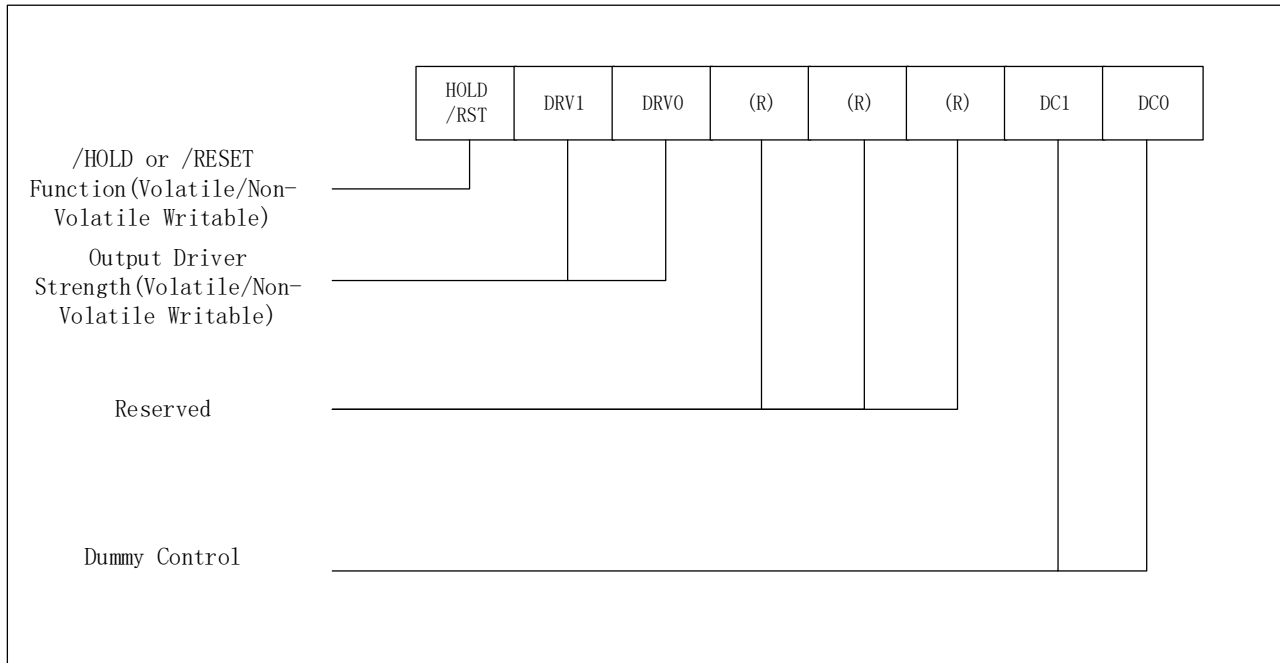 HOLD
/RST
DRV1
DRV0
(R)
(R)
(R)
DC1
DC0
/HOLD or /RESET
Function(Volatile/Non-
Volatile Writable)
Output Driver
Strength(Volatile/Non-
Volatile Writable)
Reserved
Dummy Control